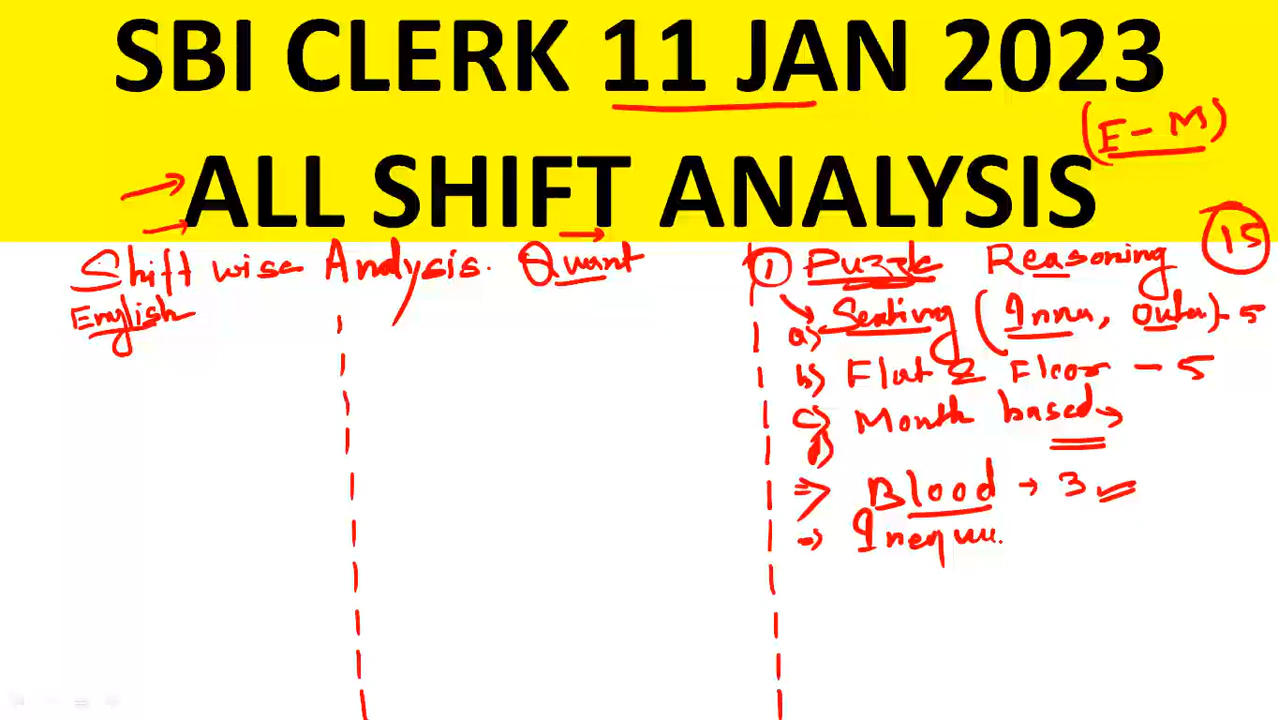 SBI CLERK 11 JAN 2023
(E-M)
ALL SHIFT ANALYSIS
Shift wise Analysis. Quant
English
① Puzzle Reasoning 15
a) Seating (Inner, Outer) - 5
b) Flat & Floor - 5
c) Month based →
d)
⇒ Blood → 3 ✓
→ Inequ